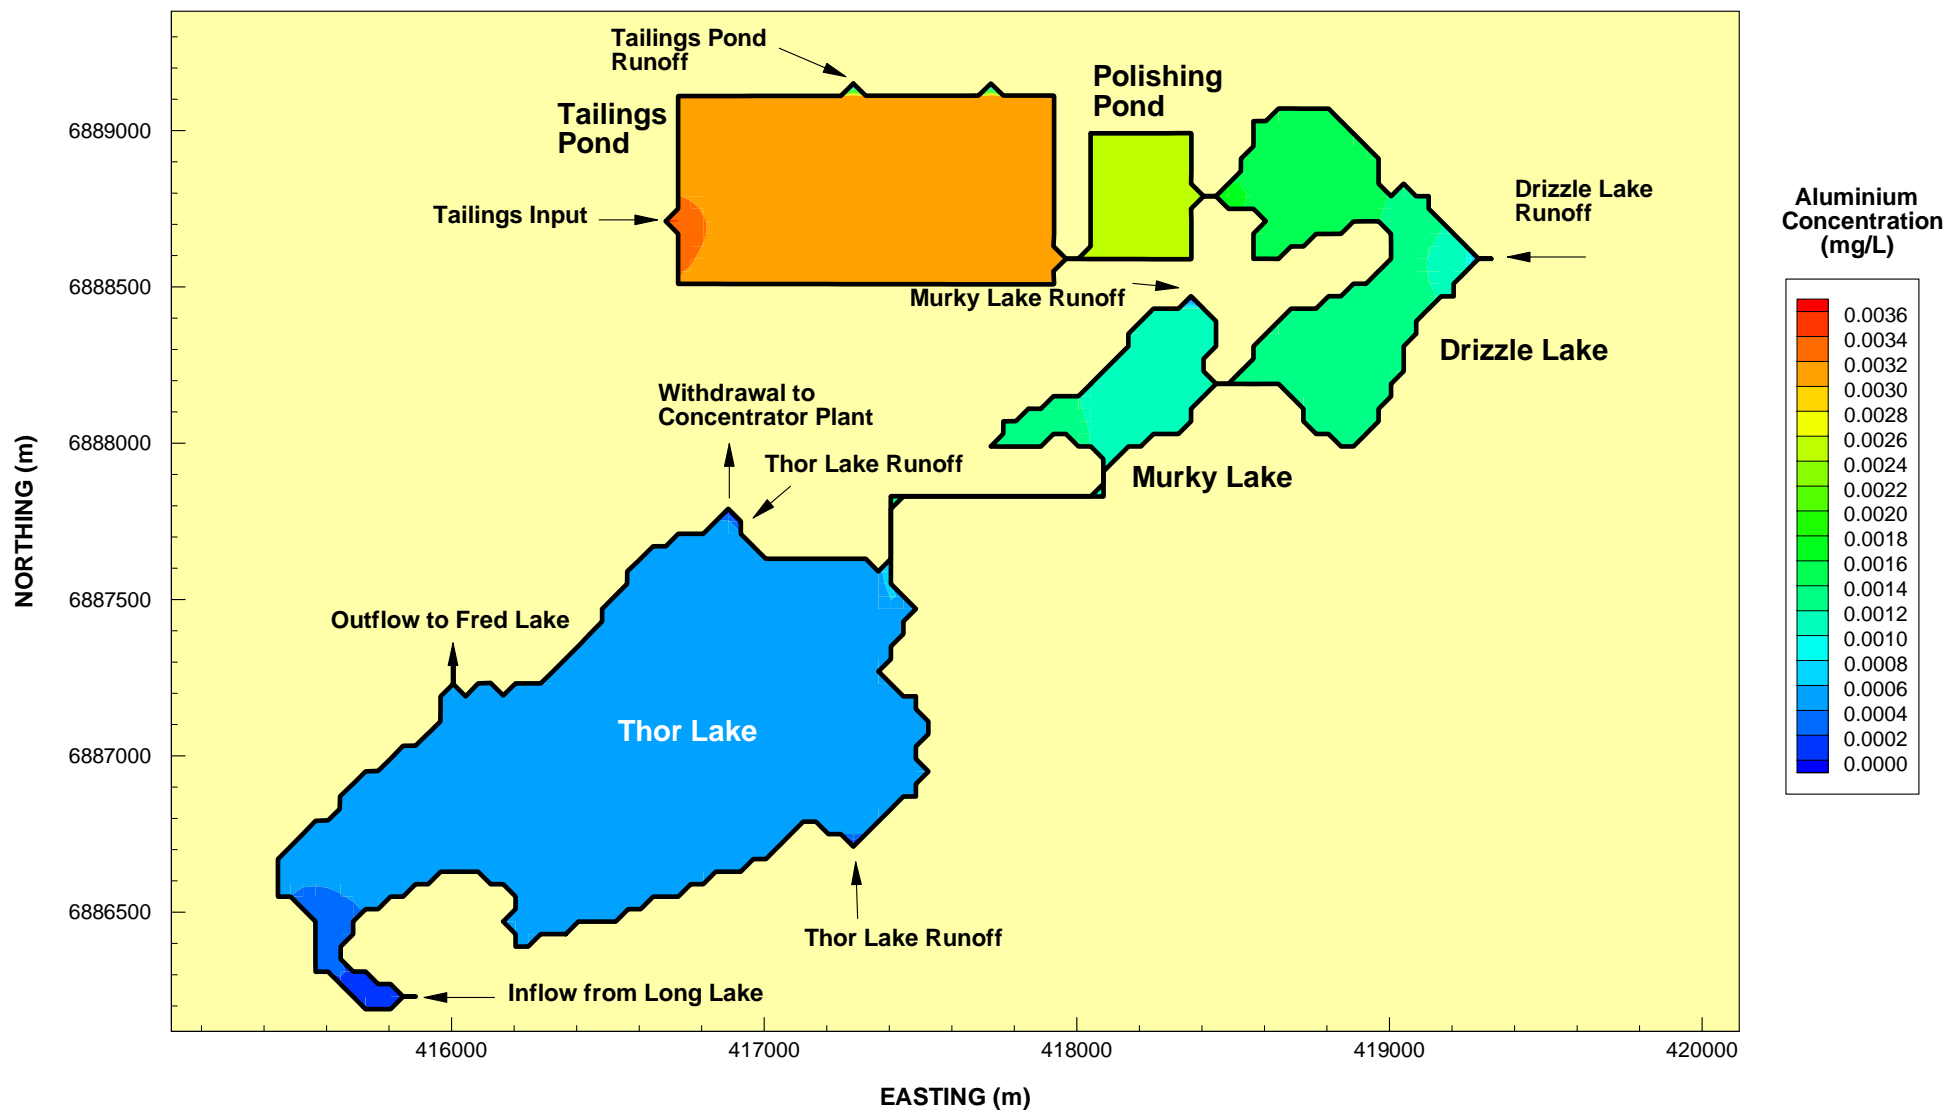 Tailings Pond
Runoff
Tailings
Pond
Polishing
Pond
Tailings Input
Drizzle Lake
Runoff
Murky Lake Runoff
Drizzle Lake
Withdrawal to
Concentrator Plant
Thor Lake Runoff
Murky Lake
Outflow to Fred Lake
Thor Lake
Thor Lake Runoff
Inflow from Long Lake
NORTHING (m)
6889000
6888500
6888000
6887500
6887000
6886500
416000
417000
418000
419000
420000
EASTING (m)
Aluminium
Concentration
(mg/L)
0.0036
0.0034
0.0032
0.0030
0.0028
0.0026
0.0024
0.0022
0.0020
0.0018
0.0016
0.0014
0.0012
0.0010
0.0008
0.0006
0.0004
0.0002
0.0000